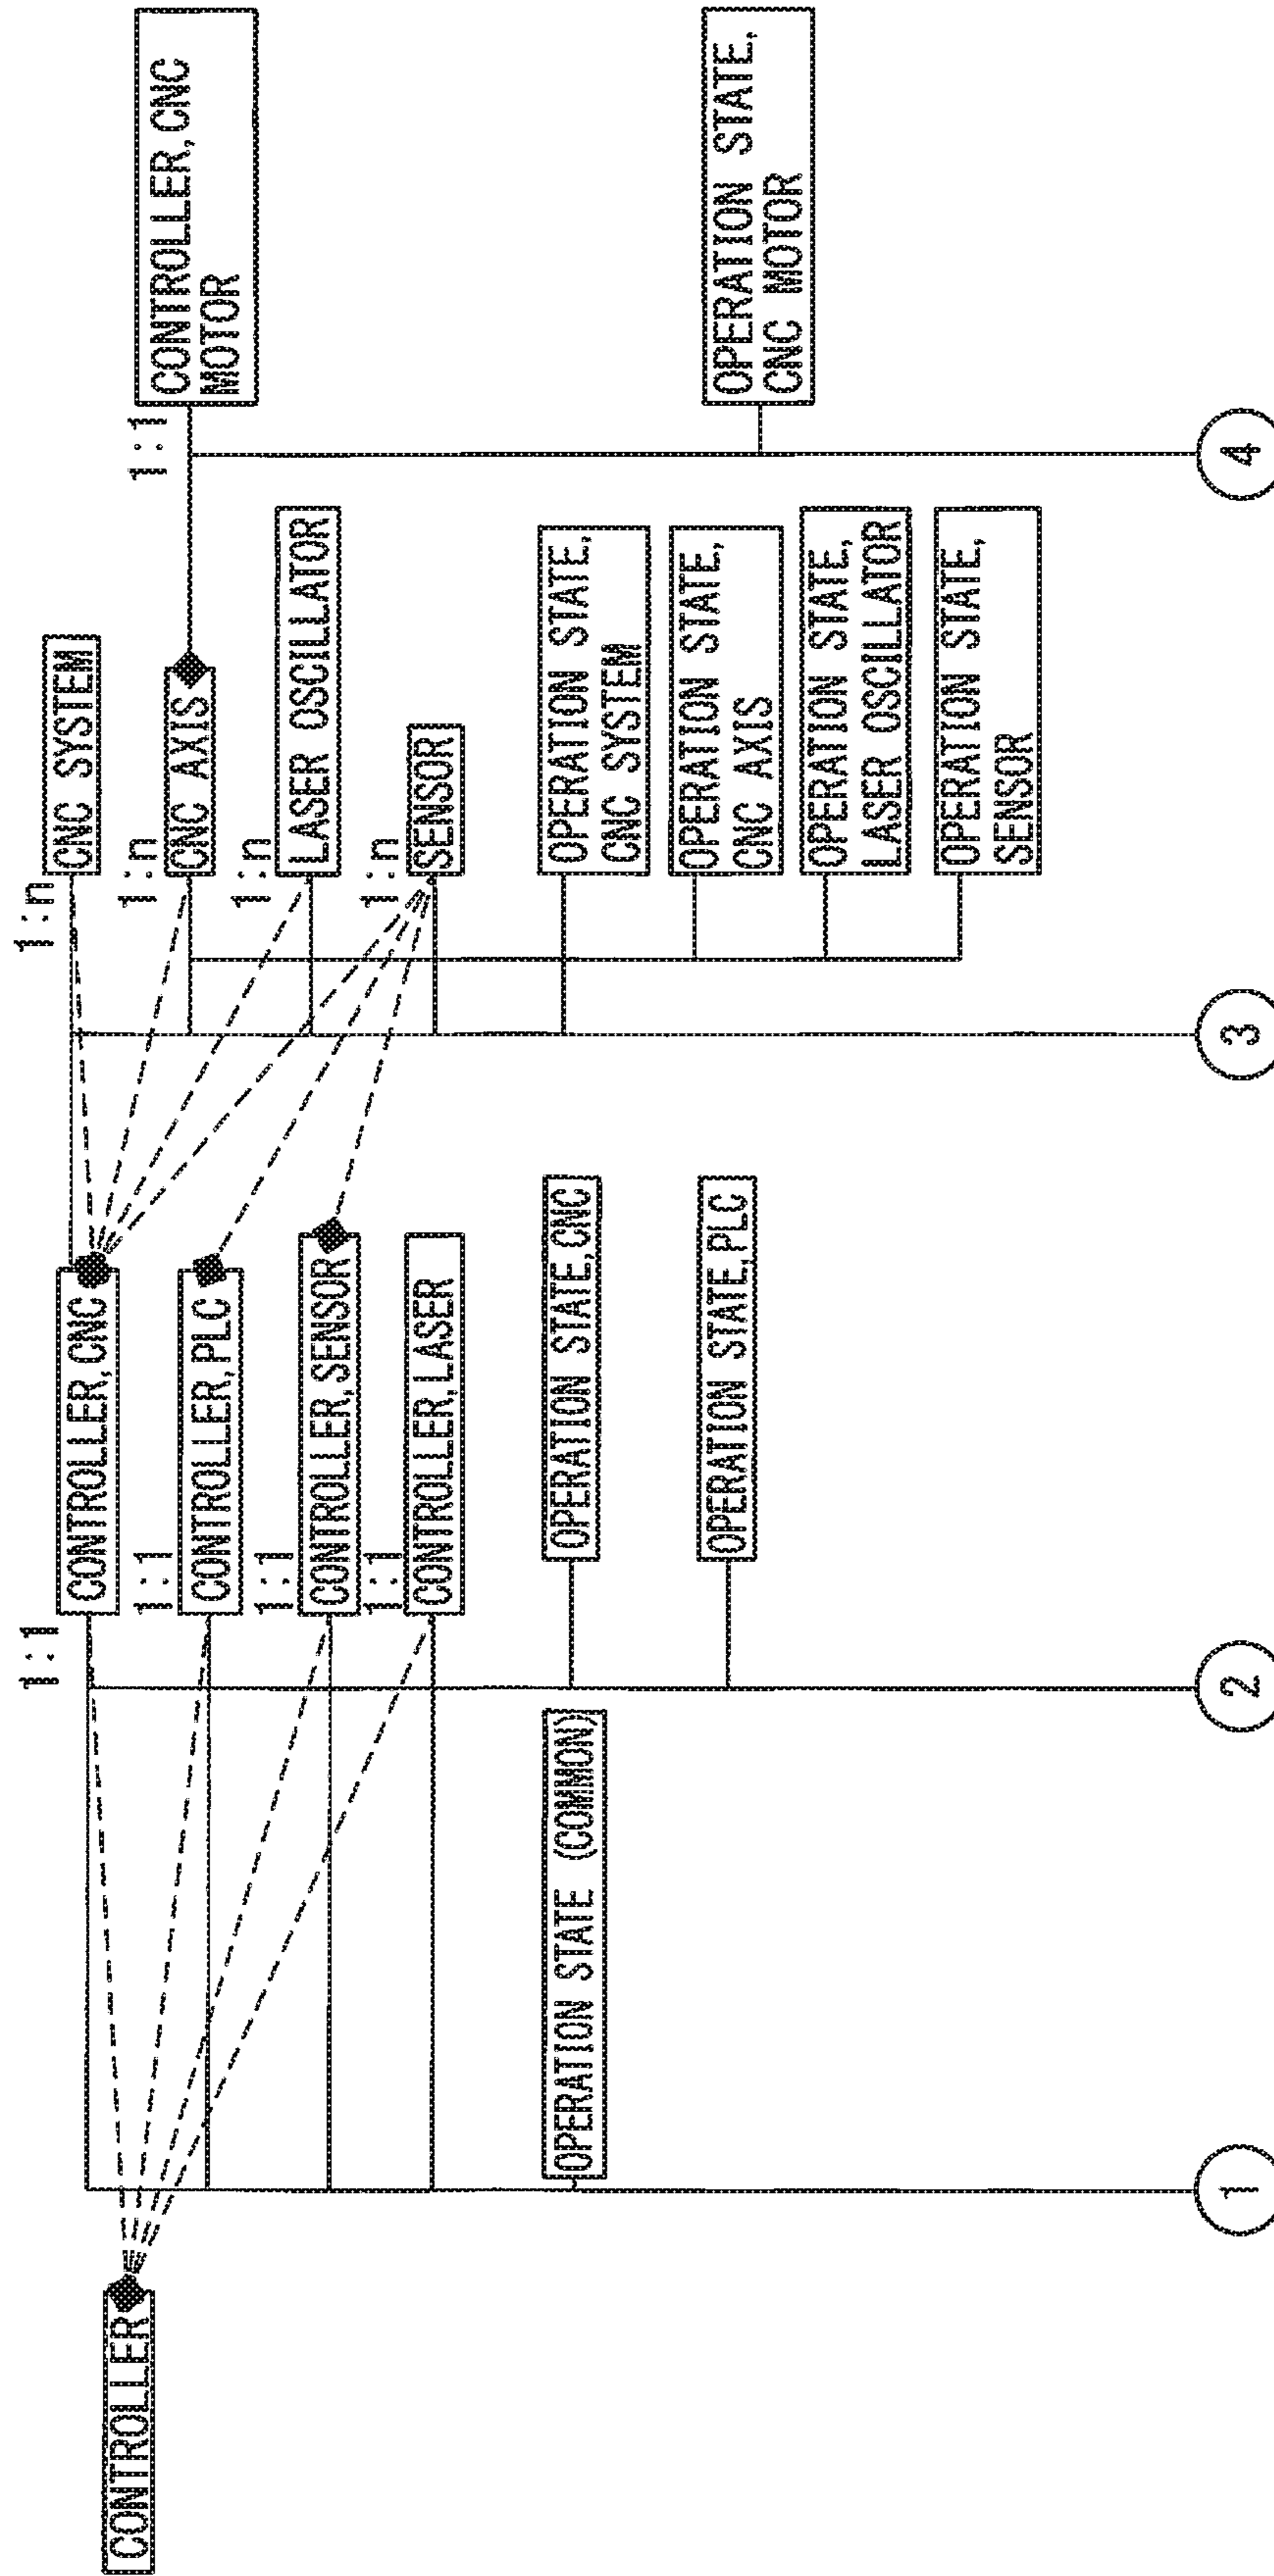 CONTROLLER
1:1
CONTROLLER,CNC
1:1
CONTROLLER,PLC
1:1
CONTROLLER,SENSOR
1:1
CONTROLLER,LASER
OPERATION STATE (COMMON)
OPERATION STATE,CNC
OPERATION STATE,PLC
1:n
CNC SYSTEM
1:n
CNC AXIS
1:n
LASER OSCILLATOR
1:n
SENSOR
OPERATION STATE,
CNC SYSTEM
OPERATION STATE,
CNC AXIS
OPERATION STATE,
LASER OSCILLATOR
OPERATION STATE,
SENSOR
1:1
CONTROLLER,CNC
MOTOR
OPERATION STATE,
CNC MOTOR
1
2
3
4